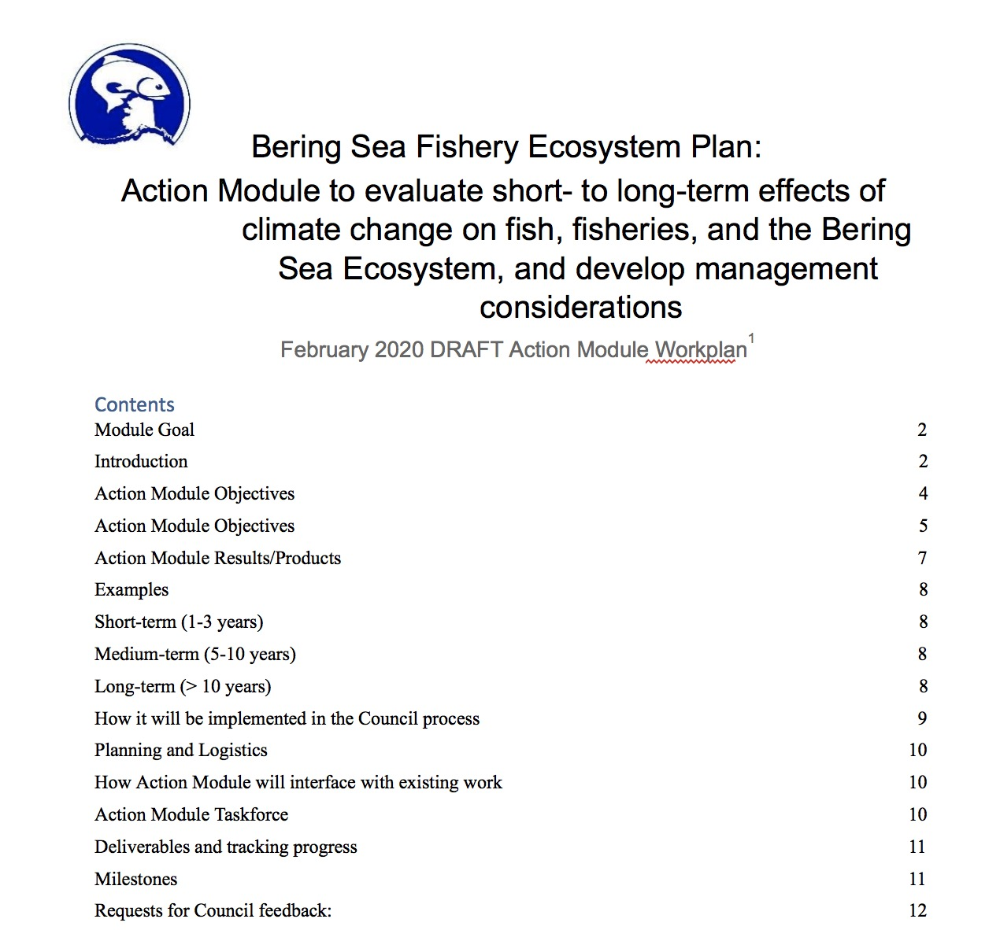 Bering Sea Fishery Ecosystem Plan:
Action Module to evaluate short- to long-term effects of
climate change on fish, fisheries, and the Bering
Sea Ecosystem, and develop management
considerations
February 2020 DRAFT Action Module Workplan1
Contents
Module Goal 2
Introduction 2
Action Module Objectives 4
Action Module Objectives 5
Action Module Results/Products 7
Examples 8
Short-term (1-3 years) 8
Medium-term (5-10 years) 8
Long-term (> 10 years) 8
How it will be implemented in the Council process 9
Planning and Logistics 10
How Action Module will interface with existing work 10
Action Module Taskforce 10
Deliverables and tracking progress 11
Milestones 11
Requests for Council feedback: 12